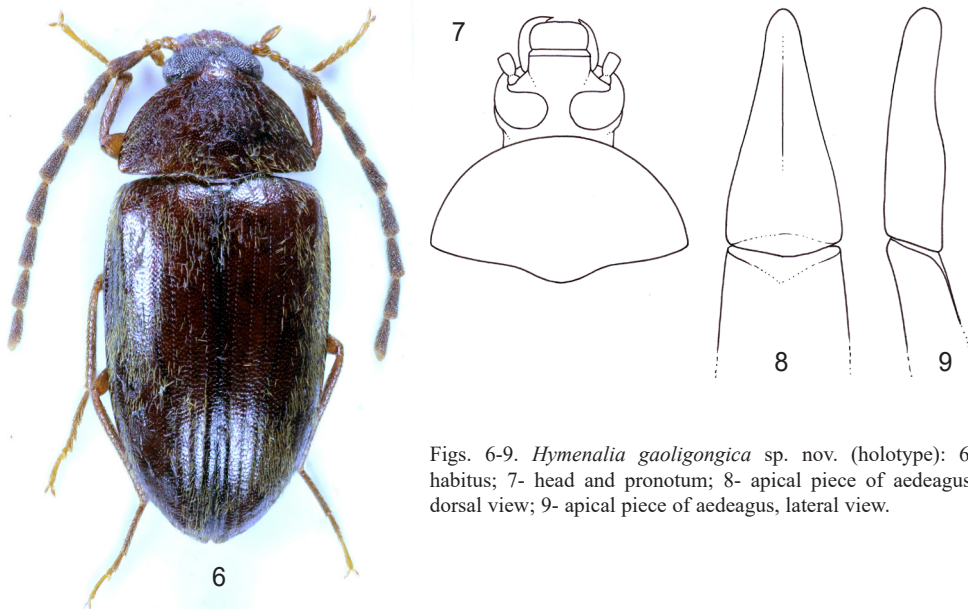 7
6
8
9
Figs. 6-9. Hymenalia gaoligongica sp. nov. (holotype): 6
habitus; 7- head and pronotum; 8- apical piece of aedeagus
dorsal view; 9- apical piece of aedeagus, lateral view.